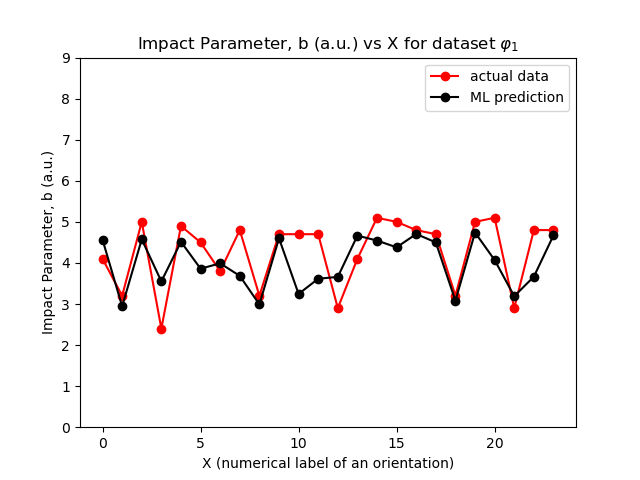 Impact Parameter, b (a.u.) vs X for dataset φ₁
actual data
ML prediction
9
8
7
6
5
4
3
2
1
0
Impact Parameter, b (a.u.)
0 5 10 15 20
X (numerical label of an orientation)